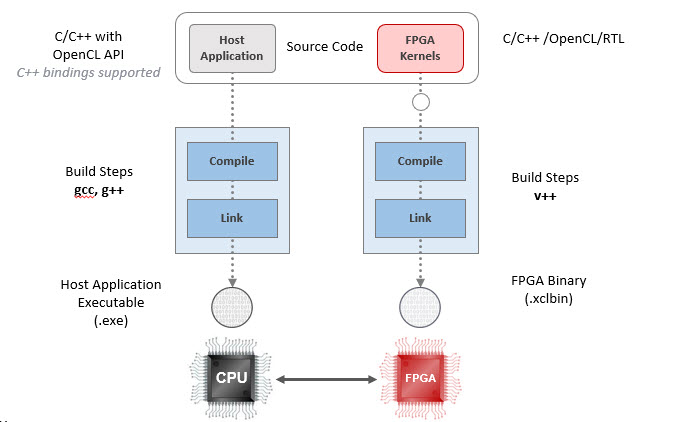 C/C++ with
OpenCL API
C++ bindings supported
Host
Application
Source Code
FPGA
Kernels
C/C++ /OpenCL/RTL
Build Steps
gcc, g++
Compile
Link
Compile
Link
Build Steps
v++
Host Application
Executable
(.exe)
FPGA Binary
(.xclbin)
CPU
FPGA